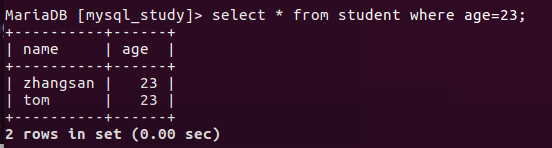 MariaDB [mysql_study]> select * from student where age=23;
+----------+------+
| name     | age  |
+----------+------+
| zhangsan |   23 |
| tom      |   23 |
+----------+------+
2 rows in set (0.00 sec)